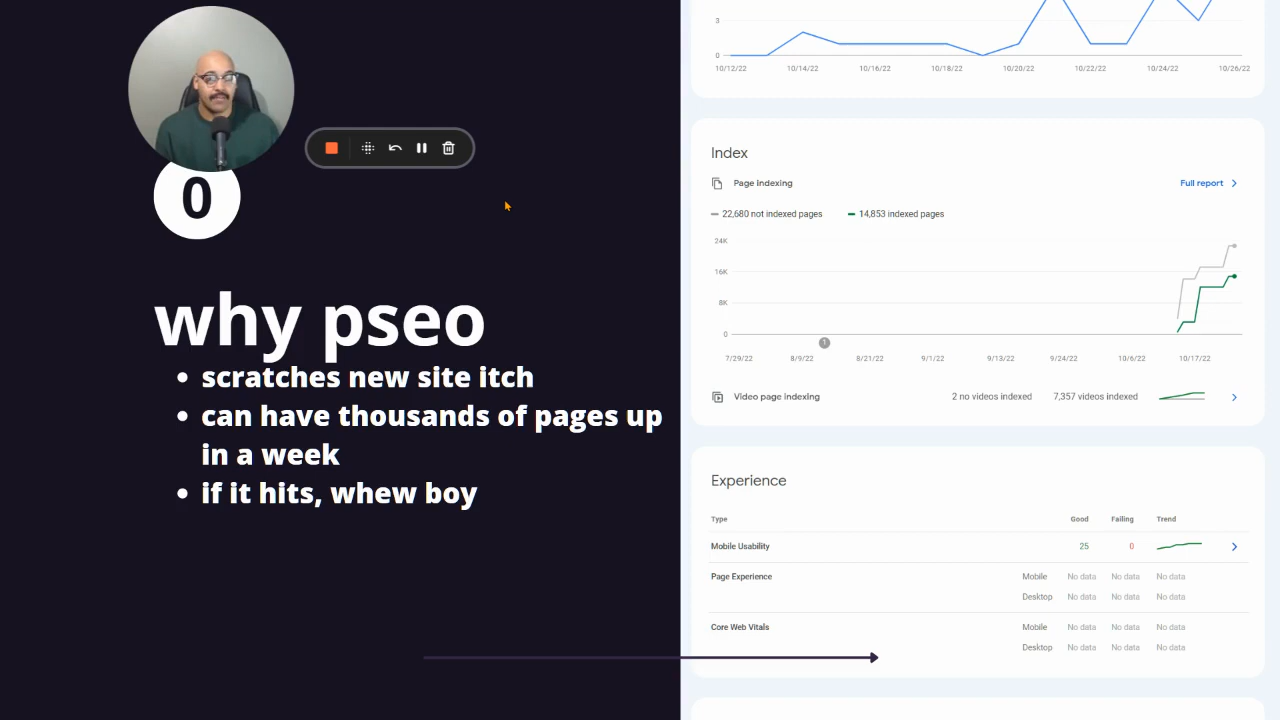 0
why pseo
• scratches new site itch
• can have thousands of pages up
in a week
• if it hits, whew boy
3
0
10/12/22 10/14/22 10/16/22 10/18/22 10/20/22 10/22/22 10/24/22 10/26/22
Index
Page indexing Full report
22,680 not indexed pages 14,853 indexed pages
24K
16K
8K
0
1
7/29/22 8/9/22 8/21/22 9/1/22 9/13/22 9/24/22 10/6/22 10/17/22
Video page indexing 2 no videos indexed 7,357 videos indexed
Experience
Type Good Failing Trend
Mobile Usability 25 0
Page Experience Mobile No data No data No data
Desktop No data No data No data
Core Web Vitals Mobile No data No data No data
Desktop No data No data No data